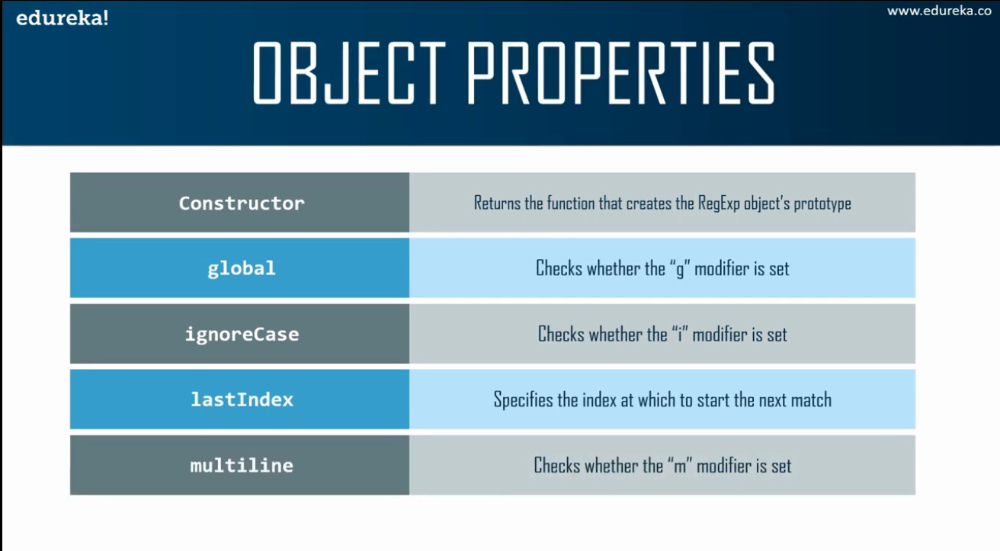 edureka!
www.edureka.co
OBJECT PROPERTIES
Constructor
Returns the function that creates the RegExp object's prototype
global
Checks whether the “g” modifier is set
ignoreCase
Checks whether the “i” modifier is set
lastIndex
Specifies the index at which to start the next match
multiline
Checks whether the “m” modifier is set